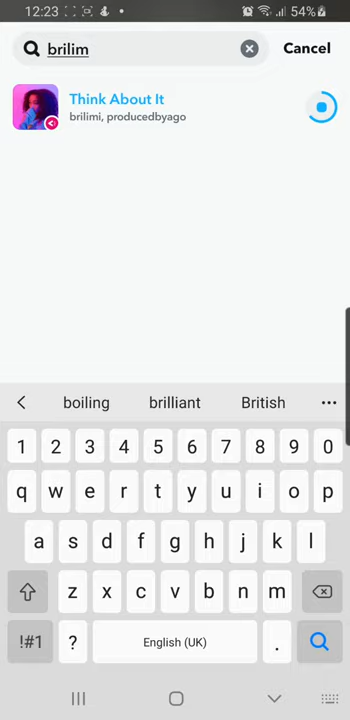 12:23 54%
brilim Cancel
Think About It
brilimi, producedbyago
boiling brilliant British
1 2 3 4 5 6 7 8 9 0
q w e r t y u i o p
a s d f g h j k l
z x c v b n m
!#1 ? English (UK) .